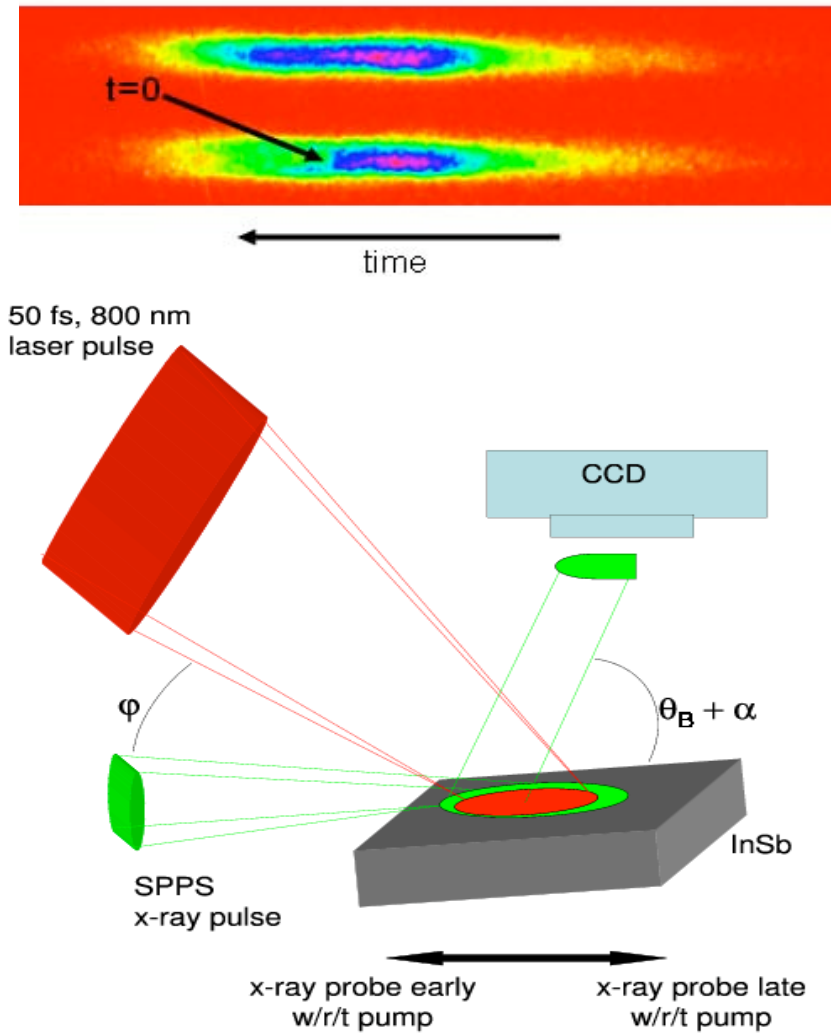 t=0
time
50 fs, 800 nm
laser pulse
CCD
φ
θB + α
InSb
SPPS
x-ray pulse
x-ray probe early
w/r/t pump
x-ray probe late
w/r/t pump